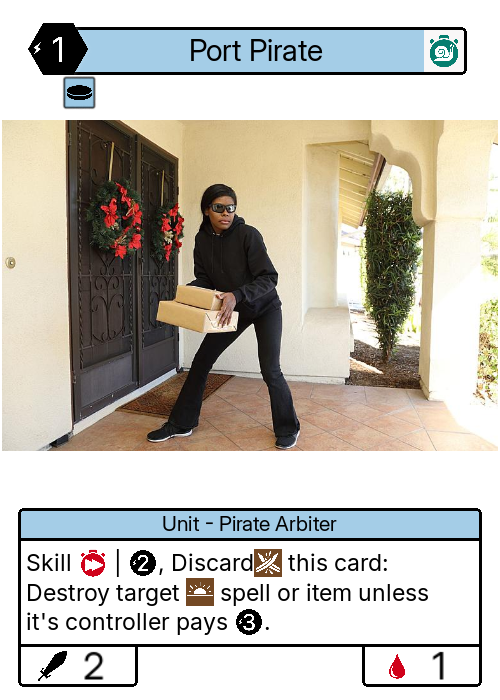 1
Port Pirate
Unit - Pirate Arbiter
Skill | 2, Discard this card:
Destroy target spell or item unless
it's controller pays 3.
2
1